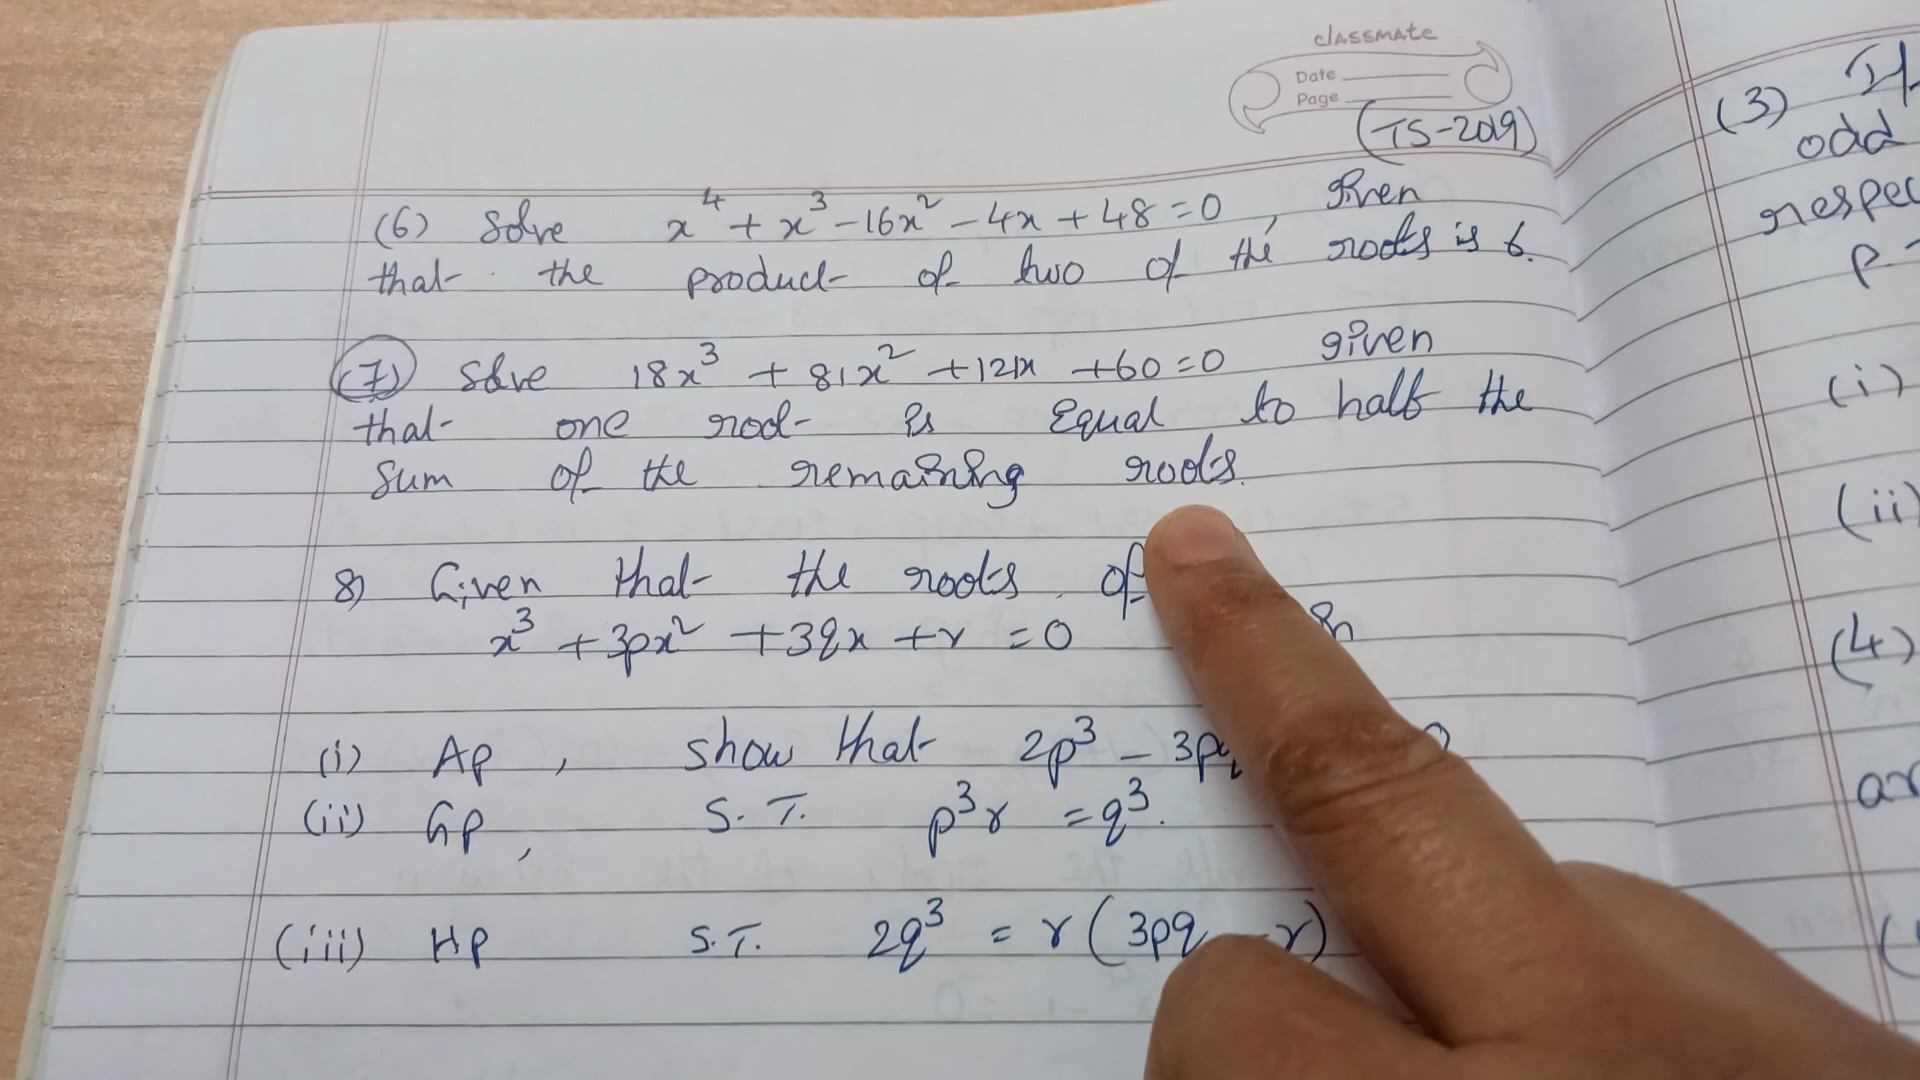 classmate
Date
Page
(TS-2019)
(6) Solve x⁴ + x³ - 16x² - 4x + 48 = 0, Given
that the product of two of the roots is 6.
(7) Solve 18x³ + 81x² + 121x + 60 = 0 given
that one root is Equal to half the
sum of the remaining roots.
8) Given that the roots of
x³ + 3px² + 3qx + r = 0
(i) AP, show that 2p³ - 3pq
(ii) GP, S.T. p³r = q³.
(iii) HP S.T. 2q³ = r(3pq - r)
(3) If
odd
respec
p -
(i)
(ii)
(4)
ar